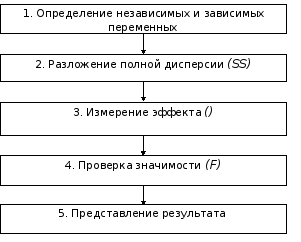 1. Определение независимых и зависимых
переменных
2. Разложение полной дисперсии (SS)
3. Измерение эффекта ()
4. Проверка значимости (F)
5. Представление результата